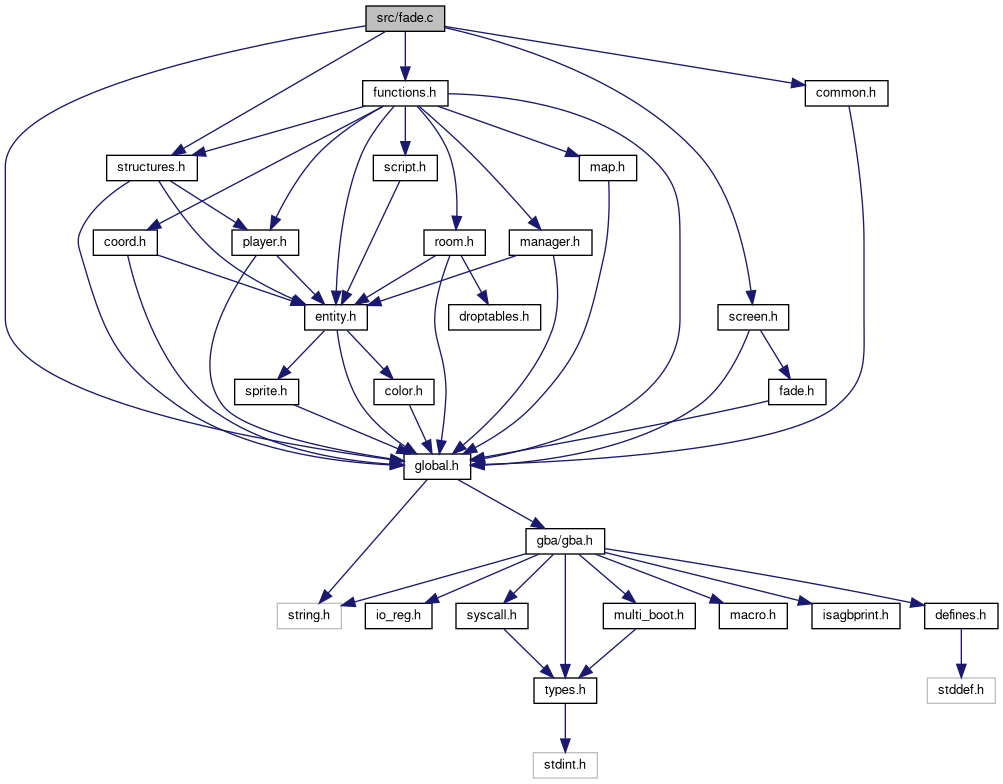 src/fade.c
functions.h
common.h
structures.h
script.h
map.h
coord.h
player.h
room.h
manager.h
entity.h
droptables.h
screen.h
sprite.h
color.h
fade.h
global.h
gba/gba.h
string.h
io_reg.h
syscall.h
multi_boot.h
macro.h
isagbprint.h
defines.h
types.h
stddef.h
stdint.h